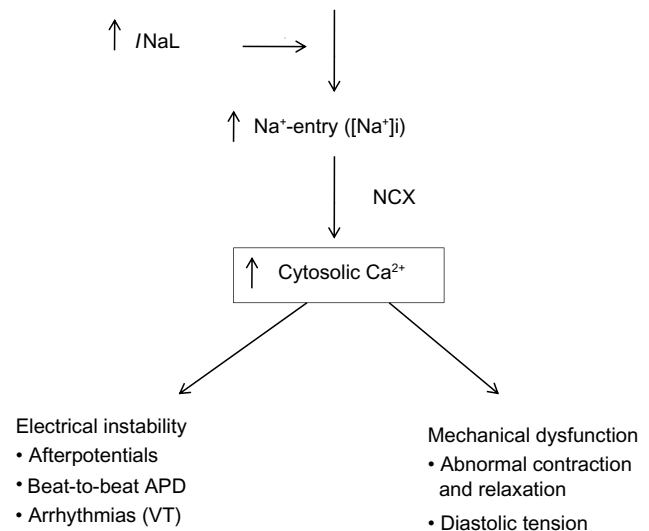 ↑ INaL
↑ Na⁺-entry ([Na⁺]i)
NCX
↑ Cytosolic Ca²⁺
Electrical instability
• Afterpotentials
• Beat-to-beat APD
• Arrhythmias (VT)
Mechanical dysfunction
• Abnormal contraction
and relaxation
• Diastolic tension